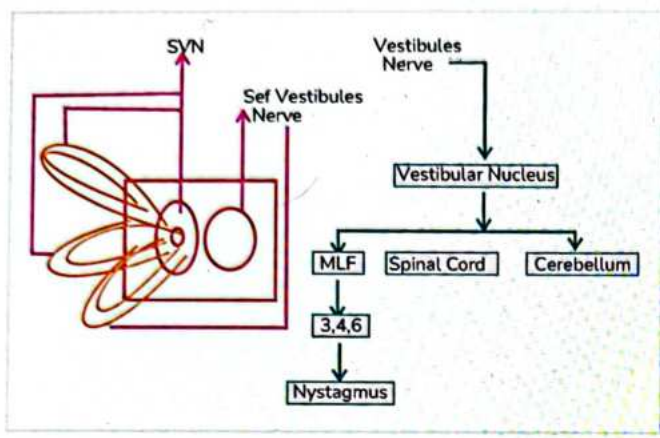 SVN
Sef Vestibules
Nerve
Vestibules
Nerve
Vestibular Nucleus
MLF
Spinal Cord
Cerebellum
3,4,6
Nystagmus